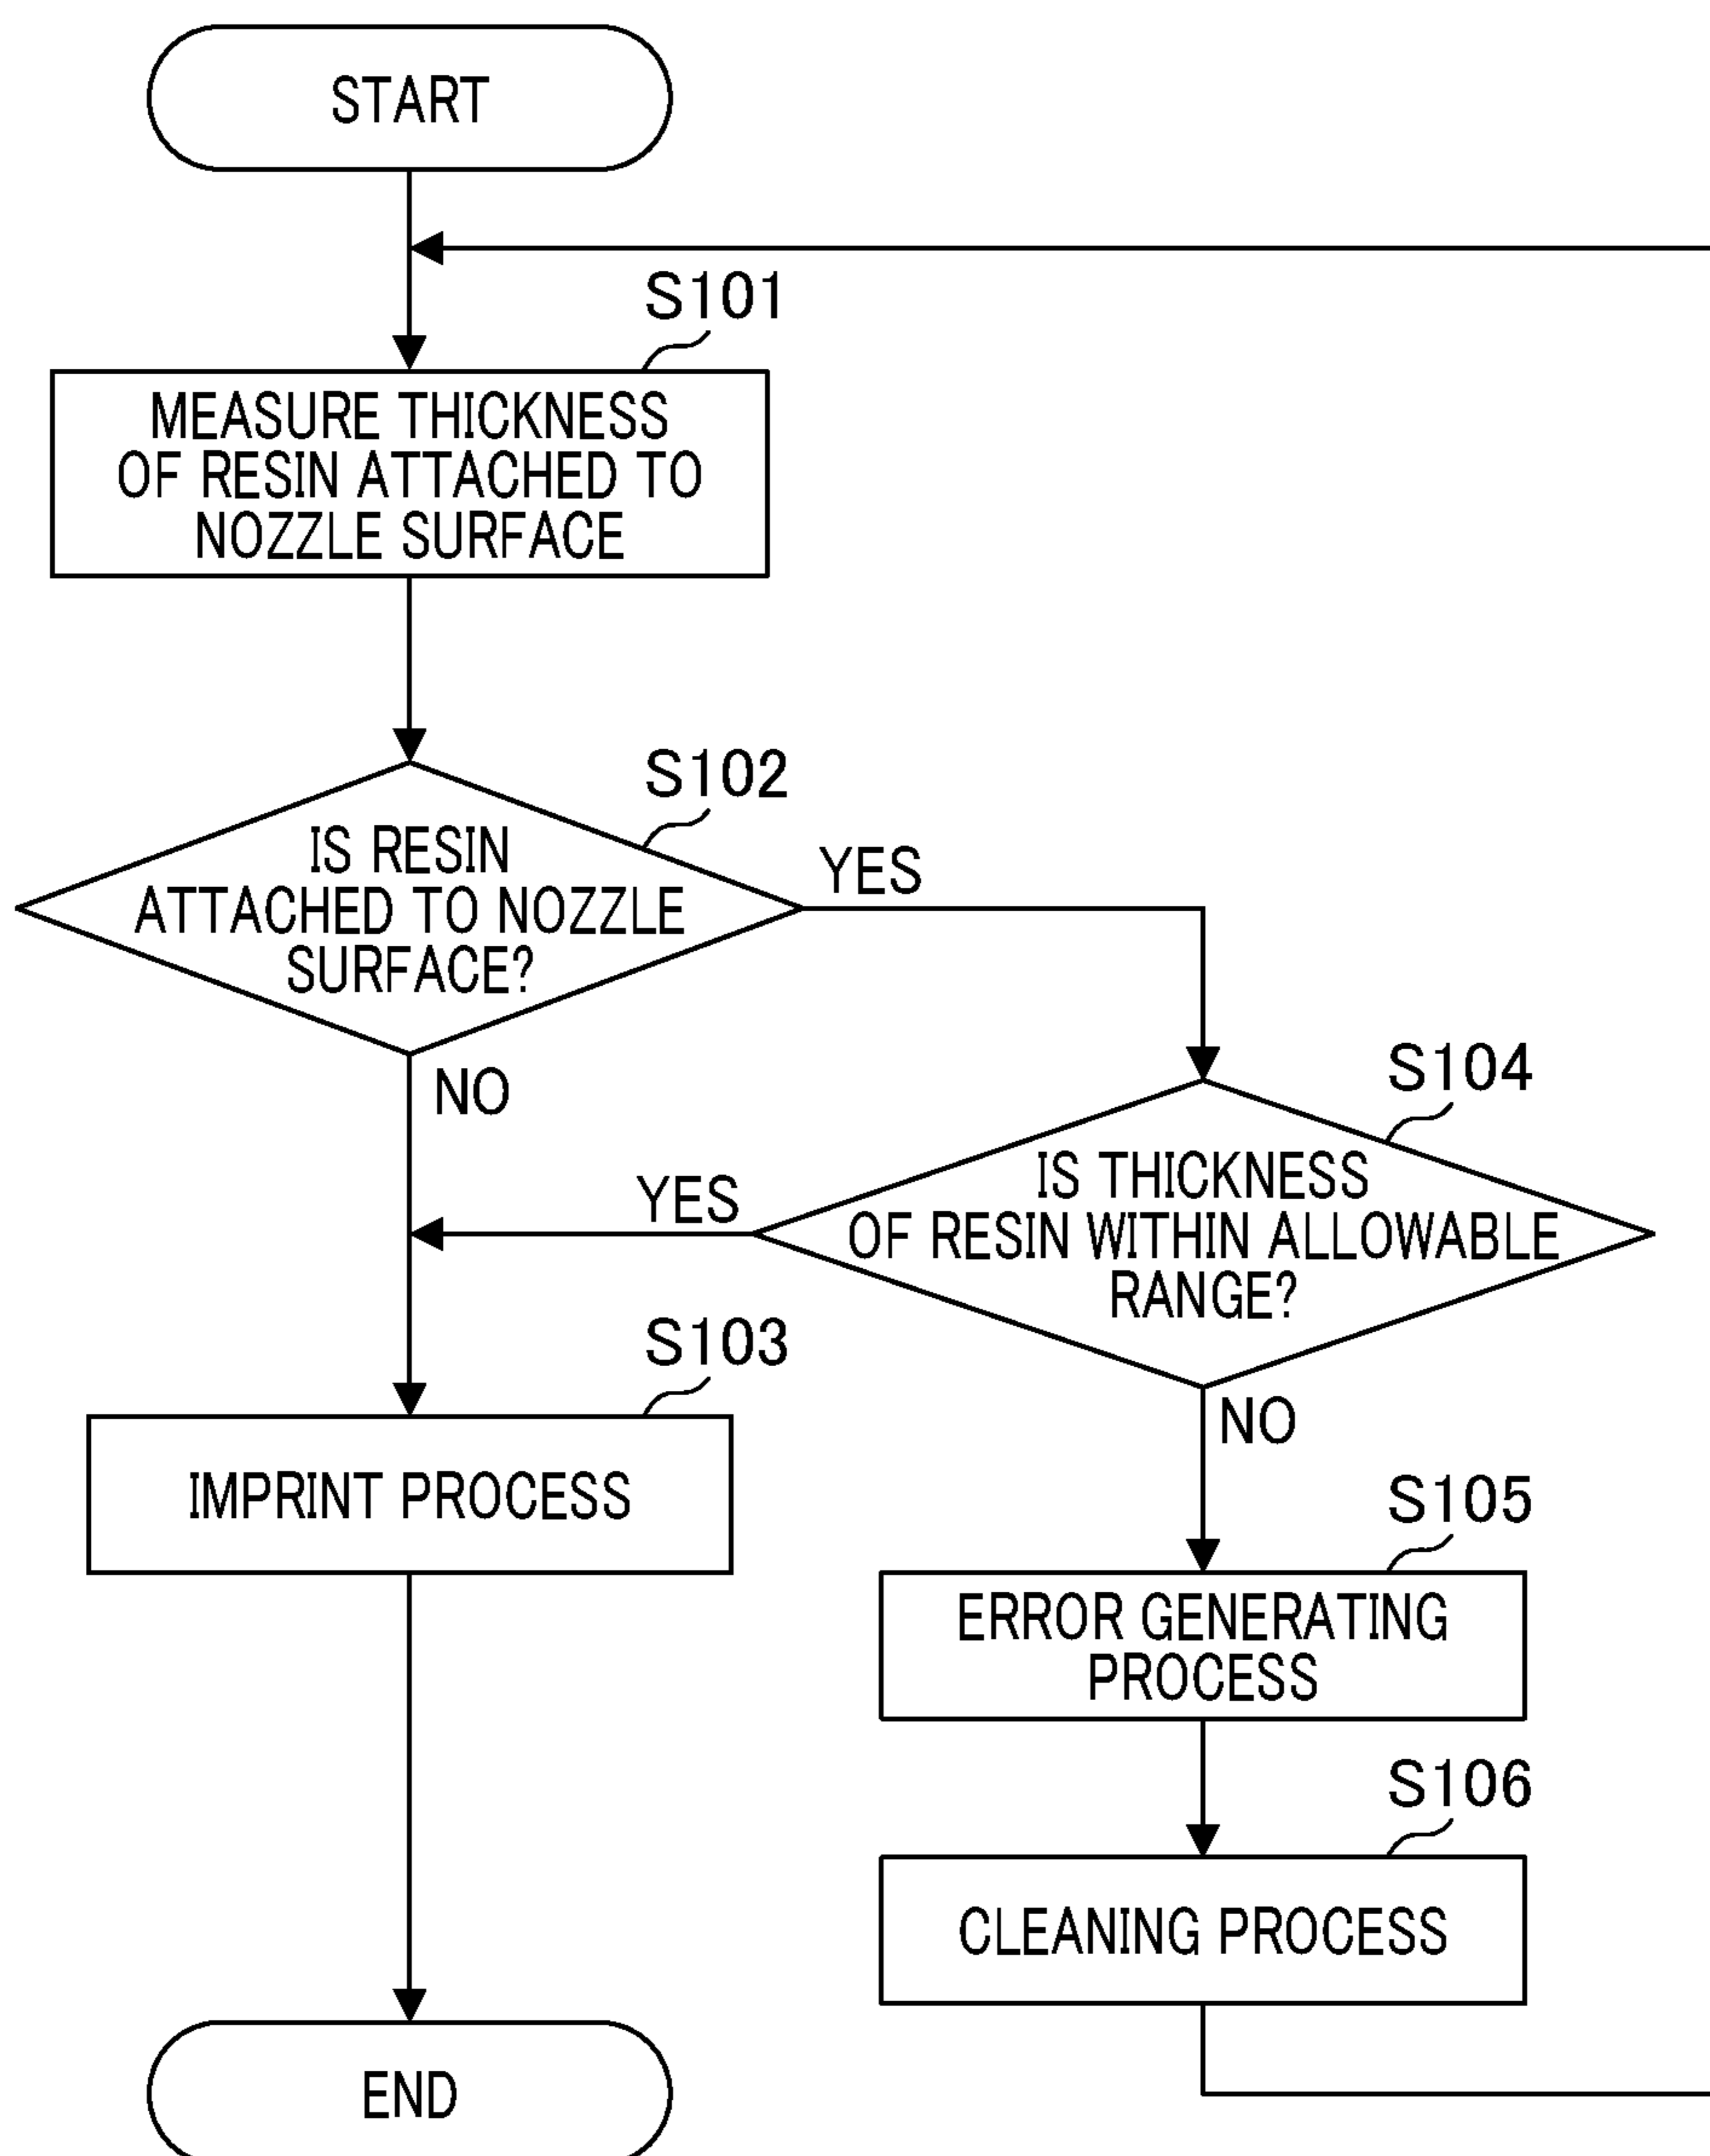 START
S101
MEASURE THICKNESS
OF RESIN ATTACHED TO
NOZZLE SURFACE
S102
IS RESIN
ATTACHED TO NOZZLE
SURFACE?
YES
NO
S104
IS THICKNESS
OF RESIN WITHIN ALLOWABLE
RANGE?
YES
NO
S103
IMPRINT PROCESS
S105
ERROR GENERATING
PROCESS
S106
CLEANING PROCESS
END